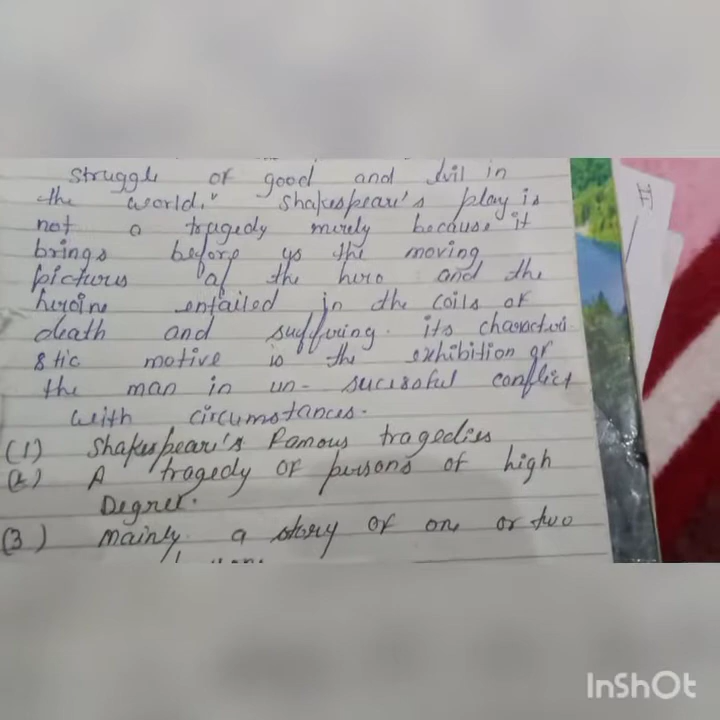 struggle of good and evil in
the world." Shakespear's play is
not a tragedy merely because it
brings before us the moving
pictures of the hero and the
heroine entailed in the coils of
death and suffering. its character-
stic motive is the exhibition of
the man in un- sucessful conflict
with circumstances.
(1) Shakespear's Famous tragedies
(2) A tragedy of persons of high
Degree.
(3) mainly a story of one or two
InShOt